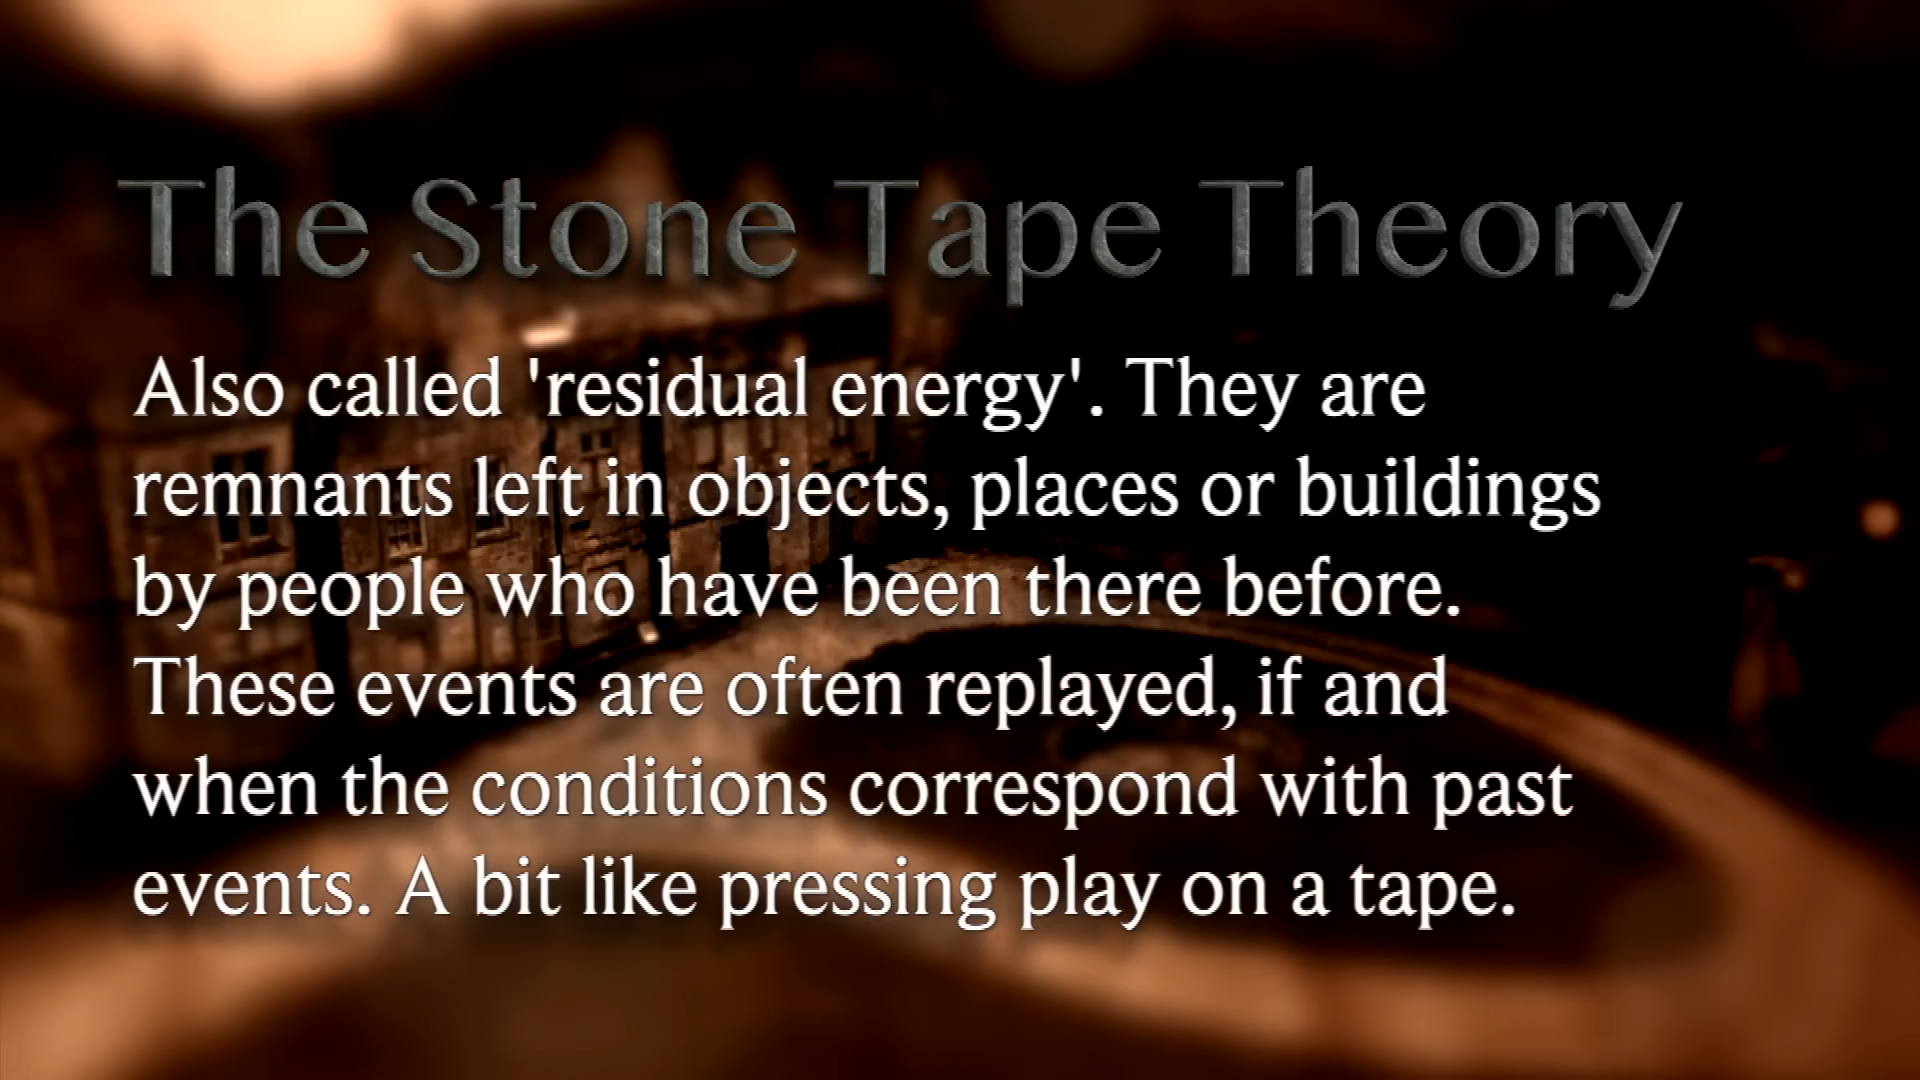 The Stone Tape Theory
Also called 'residual energy'. They are
remnants left in objects, places or buildings
by people who have been there before.
These events are often replayed, if and
when the conditions correspond with past
events. A bit like pressing play on a tape.